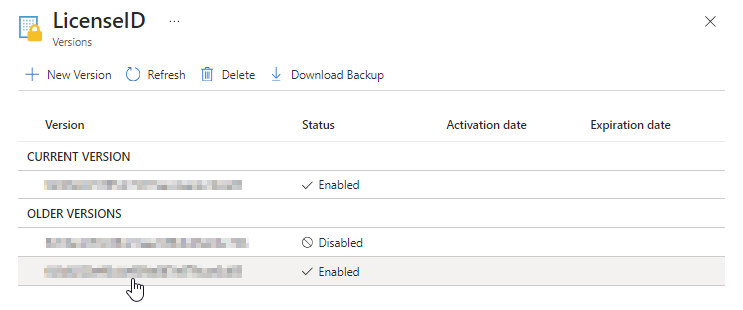 LicenseID ...
Versions
New Version Refresh Delete Download Backup
Version Status Activation date Expiration date
CURRENT VERSION
Enabled
OLDER VERSIONS
Disabled
Enabled